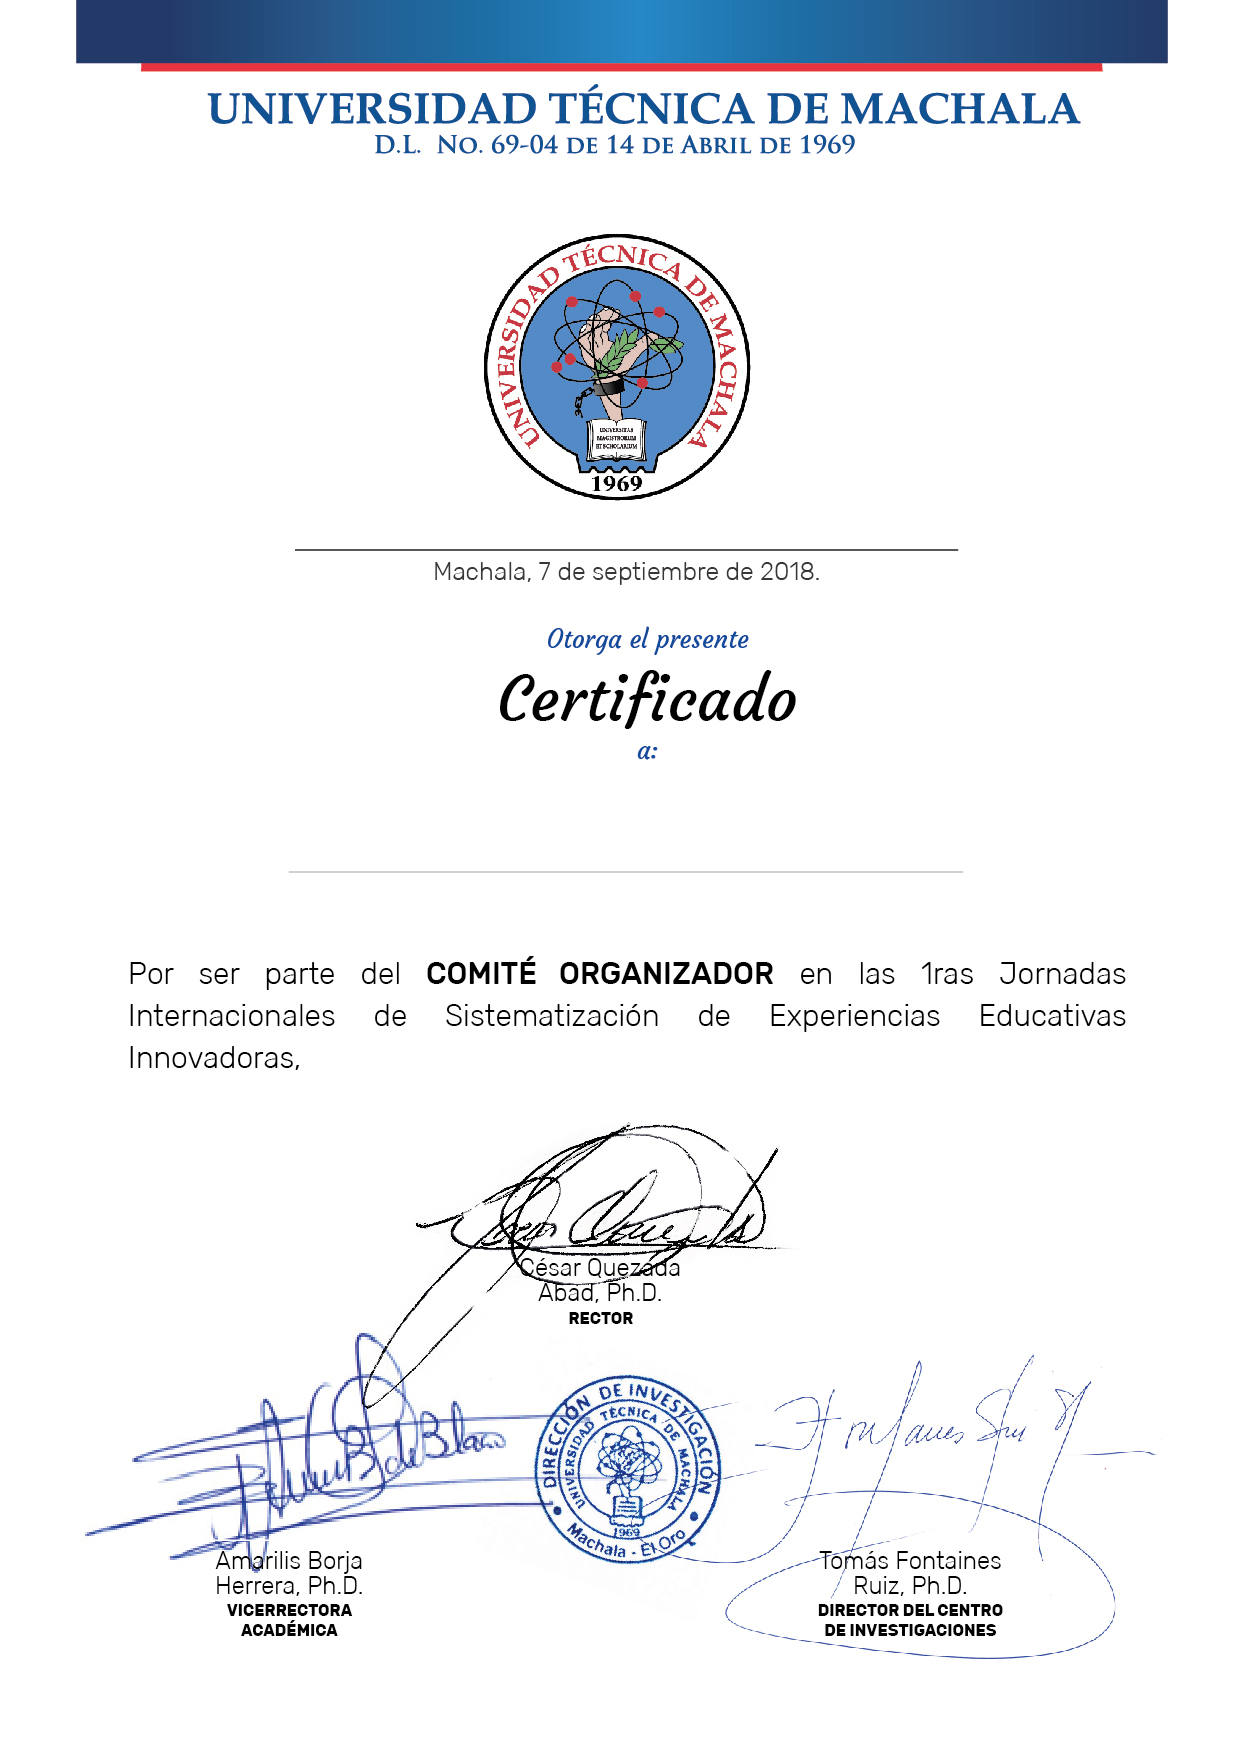 UNIVERSIDAD TÉCNICA DE MACHALA
D.L. No. 69-04 DE 14 DE ABRIL DE 1969
UNIVERSIDAD TÉCNICA DE MACHALA
UNIVERSITAS
MAGISTRORUM
ET SCHOLARIUM
1969
Machala, 7 de septiembre de 2018.
Otorga el presente
Certificado
a:
Por ser parte del COMITÉ ORGANIZADOR en las 1ras Jornadas
Internacionales de Sistematización de Experiencias Educativas
Innovadoras,
César Quezada
Abad, Ph.D.
RECTOR
DIRECCIÓN DE INVESTIGACIÓN
UNIVERSIDAD TÉCNICA DE MACHALA
1969
Machala - El Oro
Amarilis Borja
Herrera, Ph.D.
VICERRECTORA
ACADÉMICA
Tomás Fontaines
Ruiz, Ph.D.
DIRECTOR DEL CENTRO
DE INVESTIGACIONES